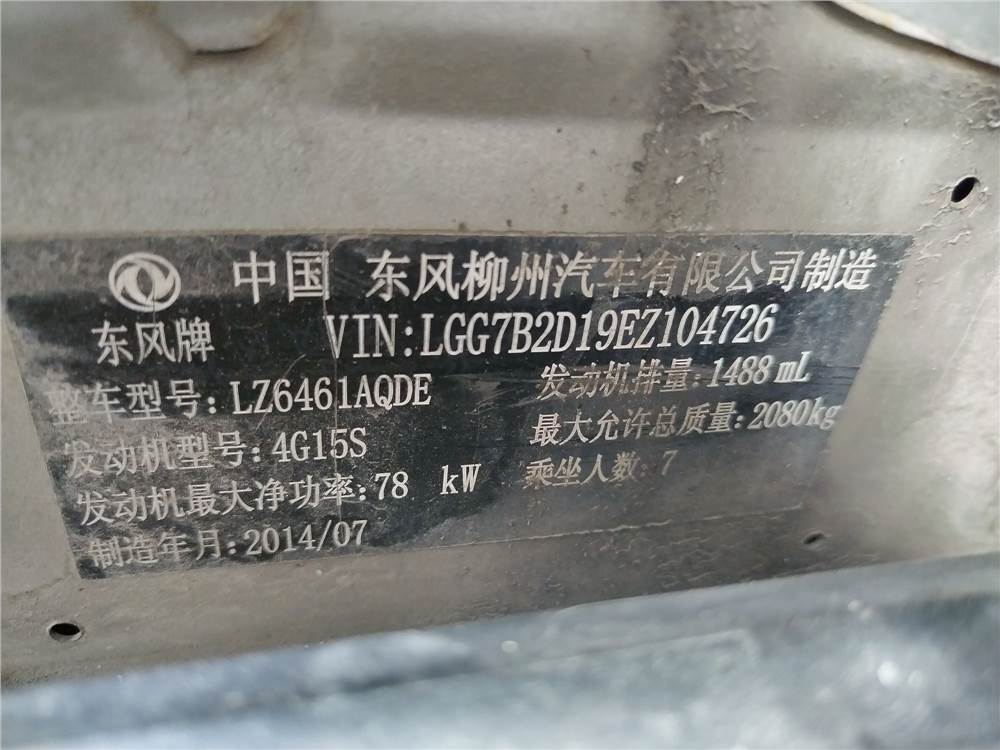 中国 东风柳州汽车有限公司制造
东风牌 VIN:LGG7B2D19EZ104726
整车型号:LZ6461AQDE 发动机排量:1488mL
发动机型号:4G15S 最大允许总质量:2080kg
发动机最大净功率:78 kW 乘坐人数:7
制造年月:2014/07